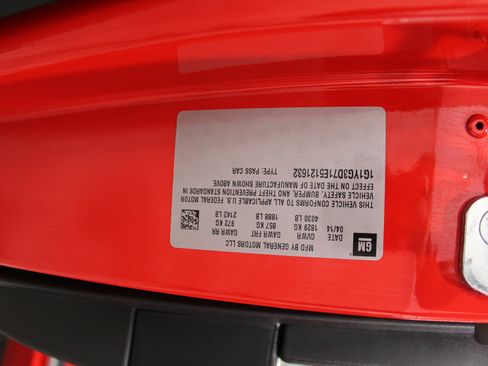 GM
MFD BY GENERAL MOTORS LLC
DATE GVWR GAWR FRT GAWR RR
04/14 1829 KG 857 KG 972 KG
4030 LB 1888 LB 2142 LB
THIS VEHICLE CONFORMS TO ALL APPLICABLE U.S. FEDERAL MOTOR
VEHICLE SAFETY, BUMPER, AND THEFT PREVENTION STANDARDS IN
EFFECT ON THE DATE OF MANUFACTURE SHOWN ABOVE.
1G1YG3D71E5121632 TYPE: PASS CAR